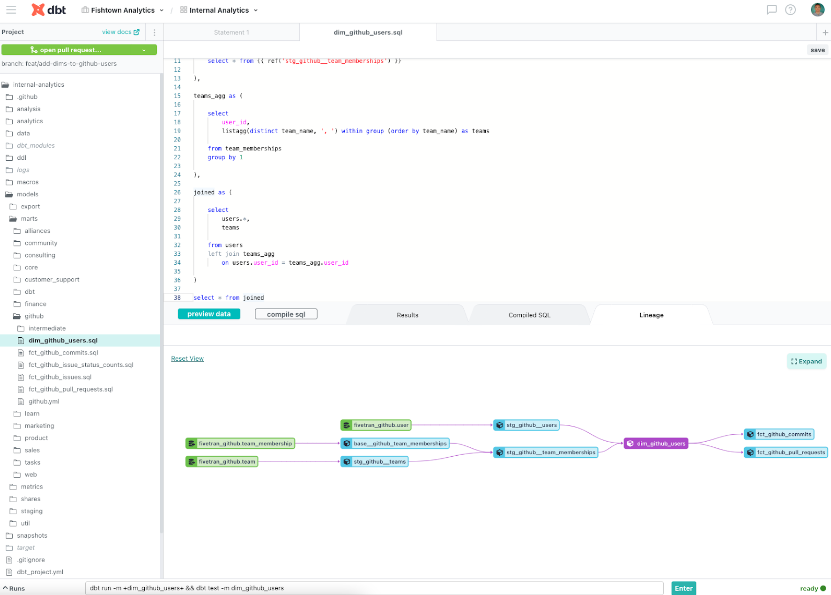 dbt
Fishtown Analytics
/
Internal Analytics
Project
view docs
Statement 1
dim_github_users.sql
open pull request...
branch: feat/add-dims-to-github-users
save
internal-analytics
.github
analysis
analytics
data
dbt_modules
ddl
logs
macros
models
export
marts
alliances
community
consulting
core
customer_support
dbt
finance
github
intermediate
dim_github_users.sql
fct_github_commits.sql
fct_github_issue_status_counts.sql
fct_github_issues.sql
fct_github_pull_requests.sql
github.yml
learn
marketing
product
sales
tasks
web
metrics
shares
staging
util
snapshots
target
.gitignore
dbt_project.yml
11 select * from {{ ref('stg_github__team_memberships') }}
12
13 ),
14
15 teams_agg as (
16
17 select
18 user_id,
19 listagg(distinct team_name, ', ') within group (order by team_name) as teams
20
21 from team_memberships
22 group by 1
23
24 ),
25
26 joined as (
27
28 select
29 users.*,
30 teams
31
32 from users
33 left join teams_agg
34 on users.user_id = teams_agg.user_id
35
36 )
37
38 select * from joined
preview data
compile sql
Results
Compiled SQL
Lineage
Reset View
Expand
fivetran_github.user
stg_github__users
fct_github_commits
fivetran_github.team_membership
base__github_team_memberships
dim_github_users
stg_github__team_memberships
fct_github_pull_requests
fivetran_github.team
stg_github__teams
Runs
dbt run -m +dim_github_users+ && dbt test -m dim_github_users
Enter
ready